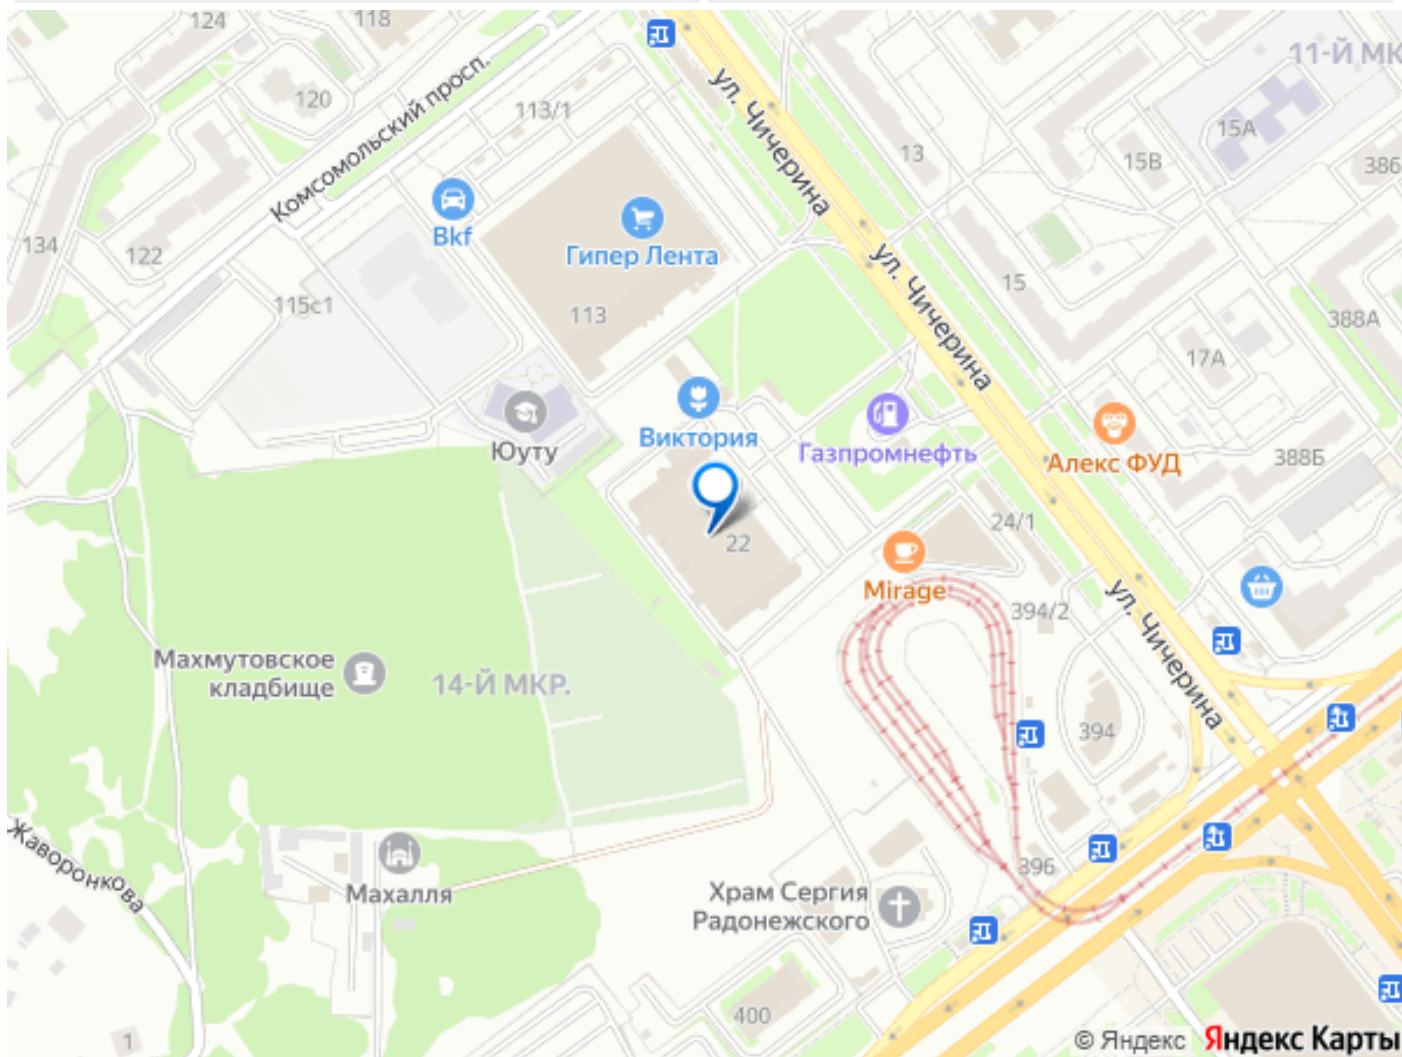 124
118
11-Й МК
Комсомольский просп.
120
113/1
ул. Чичерина
13
15А
15В
386
134
122
Bkf
Гипер Лента
ул. Чичерина
115с1
113
15
388А
17А
Виктория
Юуту
Газпромнефть
Алекс ФУД
388Б
22
24/1
Mirage
394/2
ул. Чичерина
Махмутовское
кладбище
14-Й МКР.
394
Жаворонкова
Махалля
396
Храм Сергия
Радонежского
400
1
© Яндекс Яндекс Карты